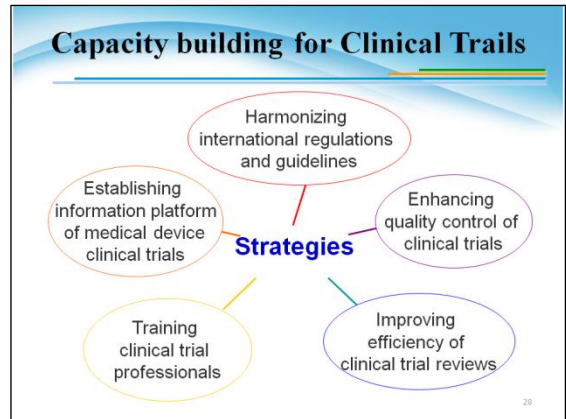 Capacity building for Clinical Trails
Harmonizing
international regulations
and guidelines
Establishing
information platform
of medical device
clinical trials
Enhancing
quality control of
clinical trials
Strategies
Training
clinical trial
professionals
Improving
efficiency of
clinical trial reviews
28